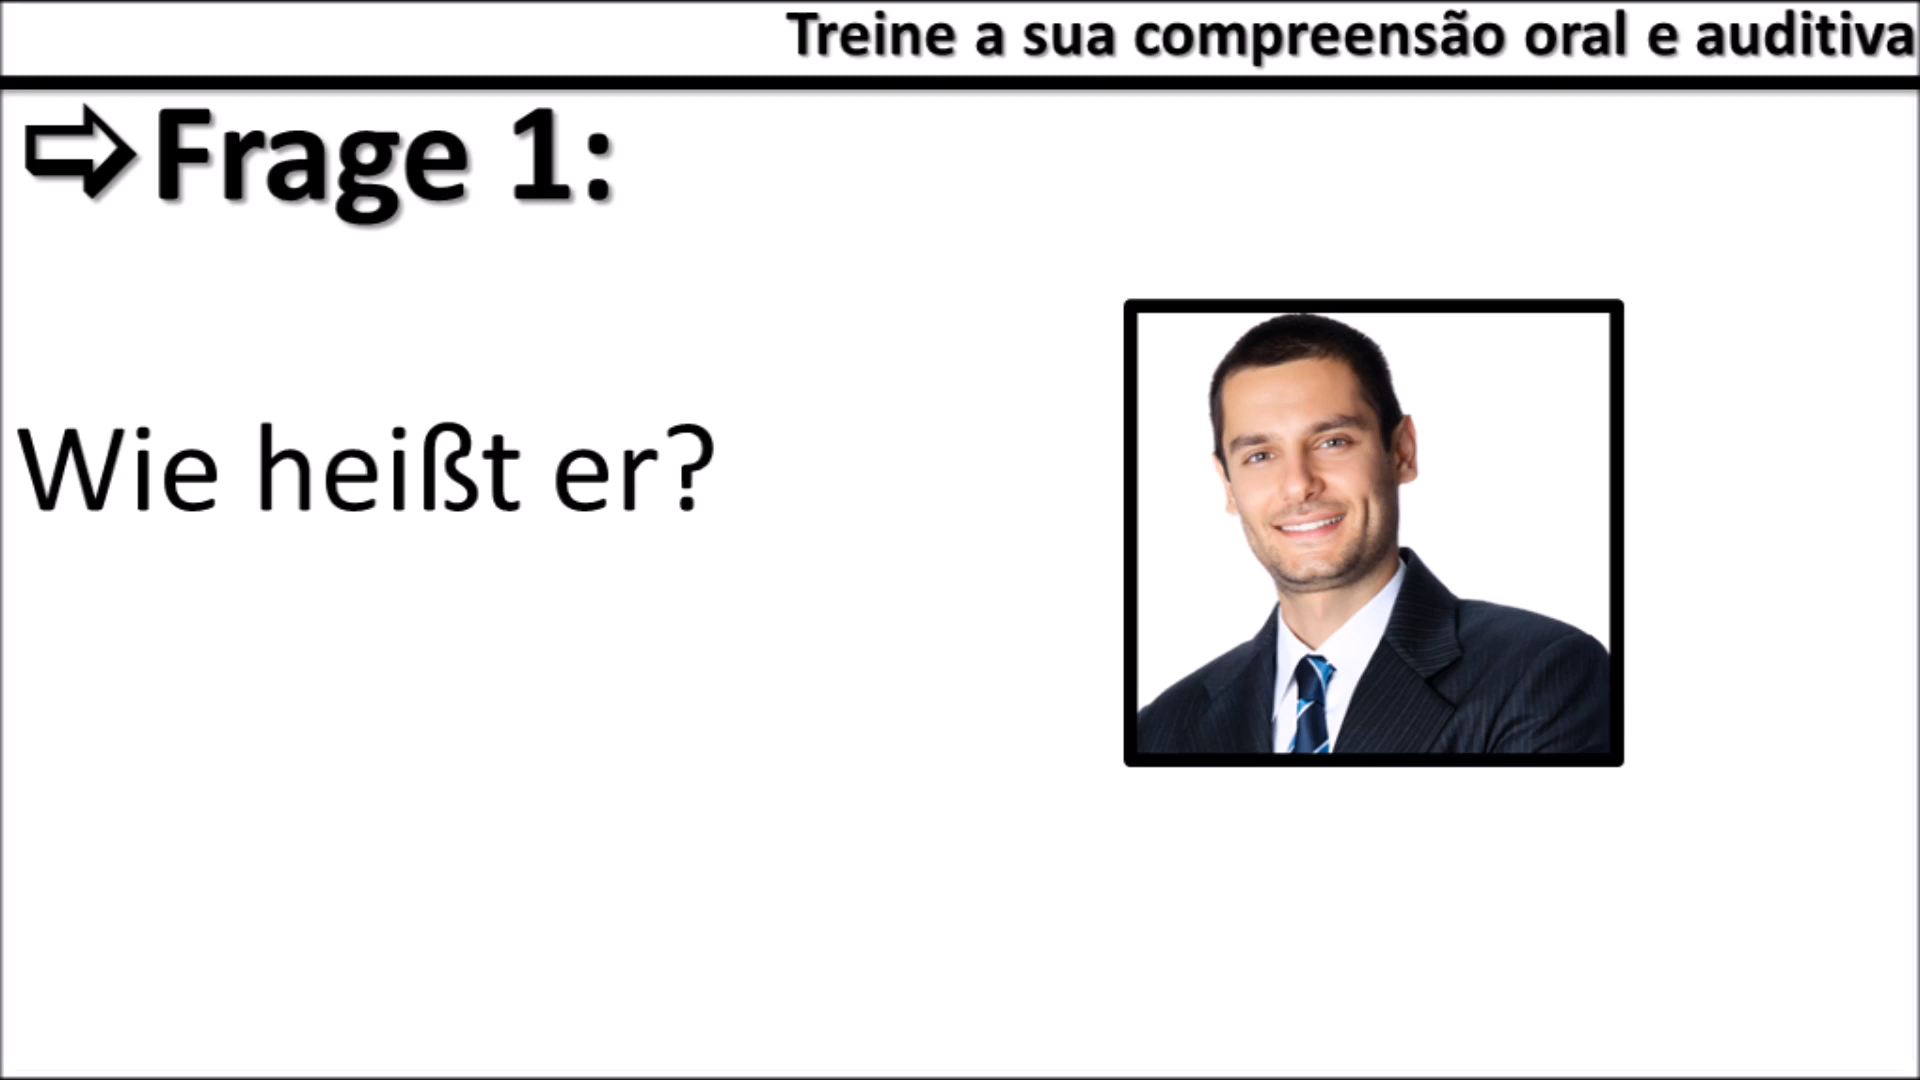 Treine a sua compreensão oral e auditiva
⇨Frage 1:
Wie heißt er?